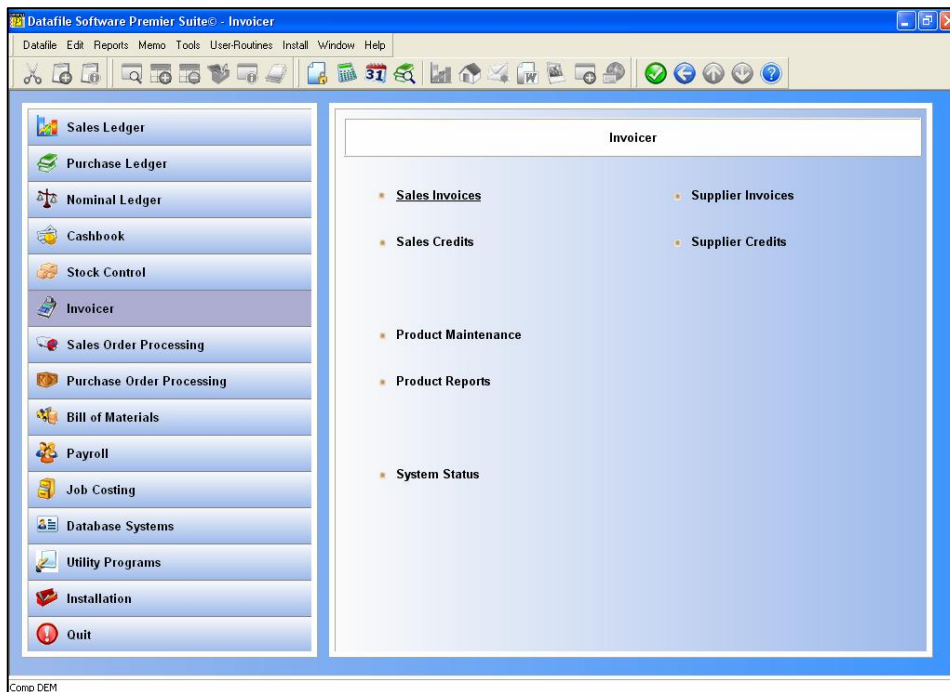 Datafile Software Premier Suite© - Invoicer
Datafile Edit Reports Memo Tools User-Routines Install Window Help
31
Sales Ledger
Purchase Ledger
Nominal Ledger
Cashbook
Stock Control
Invoicer
Sales Order Processing
Purchase Order Processing
Bill of Materials
Payroll
Job Costing
Database Systems
Utility Programs
Installation
Quit
Invoicer
Sales Invoices
Supplier Invoices
Sales Credits
Supplier Credits
Product Maintenance
Product Reports
System Status
Comp DEM